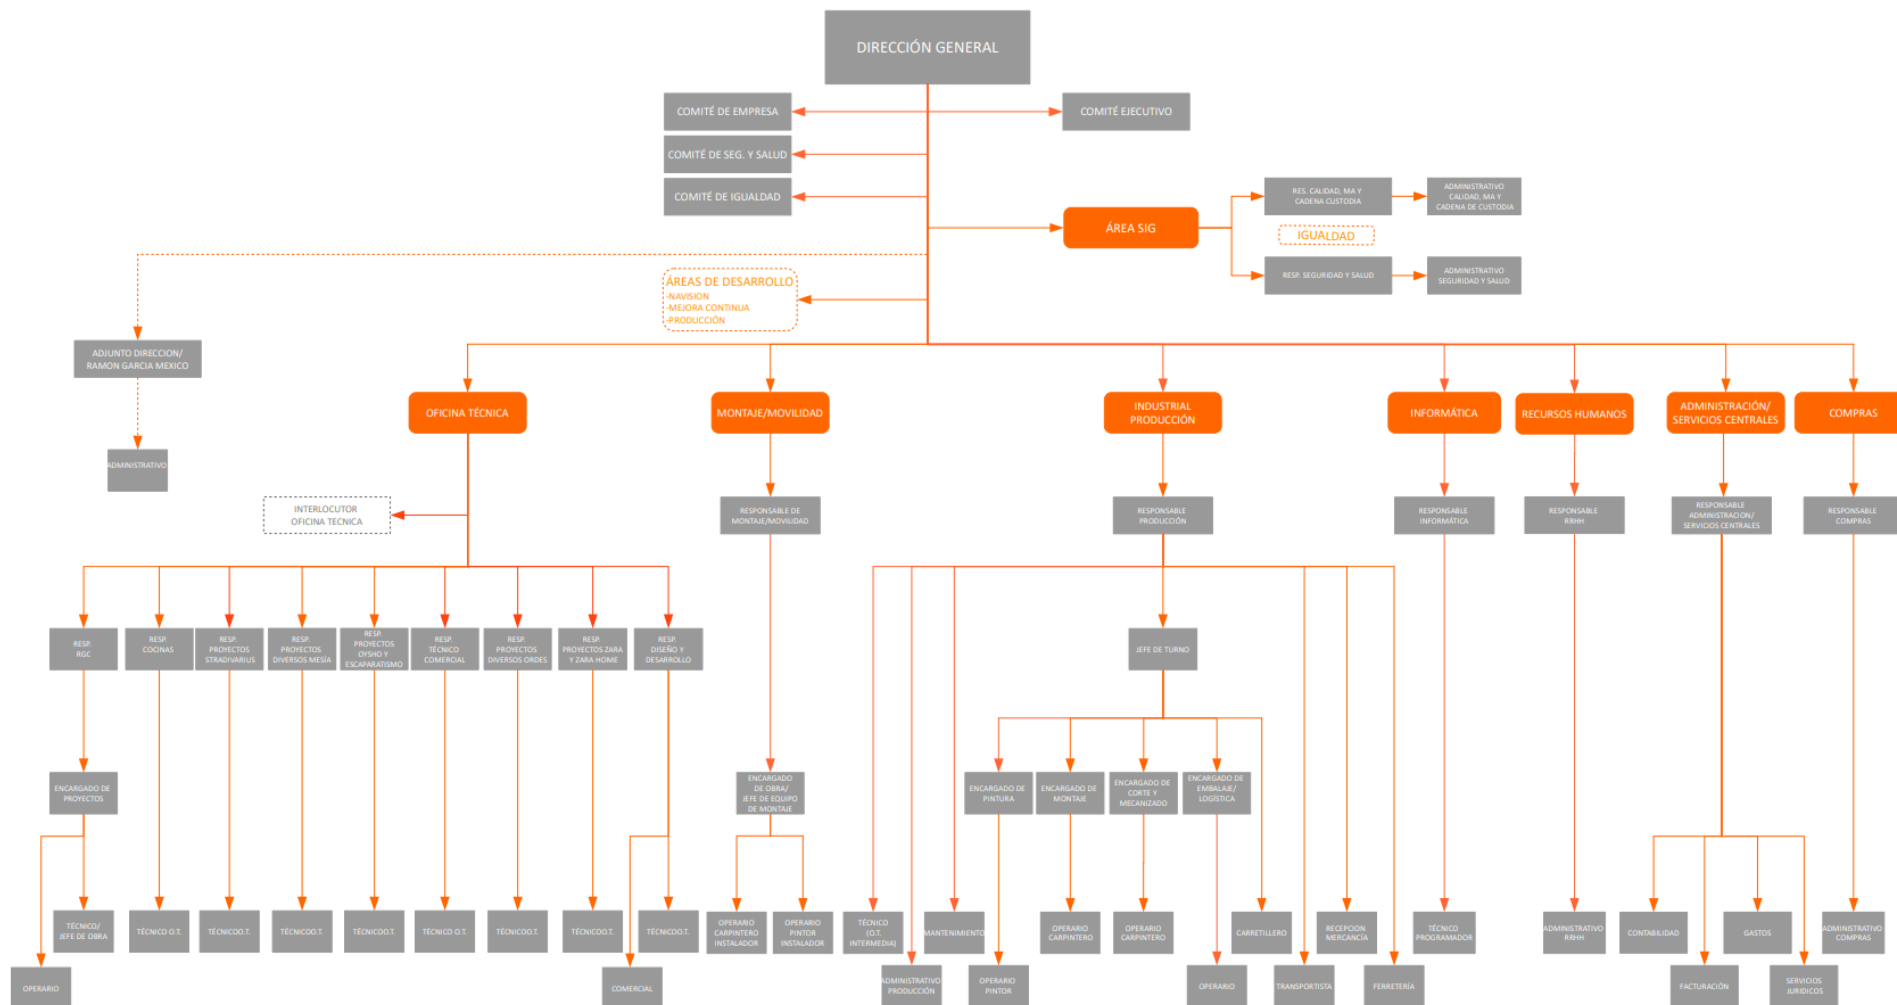 DIRECCIÓN GENERAL
COMITÉ DE EMPRESA
COMITÉ EJECUTIVO
COMITÉ DE SEG. Y SALUD
COMITÉ DE IGUALDAD
RES. CALIDAD, MA Y
CADENA CUSTODIA
ADMINISTRATIVO
CALIDAD, MA Y
CADENA DE CUSTODIA
ÁREA SIG
IGUALDAD
RESP. SEGURIDAD Y SALUD
ADMINISTRATIVO
SEGURIDAD Y SALUD
ÁREAS DE DESARROLLO
-NAVISION
-MEJORA CONTINUA
-PRODUCCIÓN
ADJUNTO DIRECCION/
RAMON GARCIA MEXICO
ADMINISTRATIVO
OFICINA TÉCNICA
MONTAJE/MOVILIDAD
INDUSTRIAL
PRODUCCIÓN
INFORMÁTICA
RECURSOS HUMANOS
ADMINISTRACIÓN/
SERVICIOS CENTRALES
COMPRAS
INTERLOCUTOR
OFICINA TECNICA
RESPONSABLE DE
MONTAJE/MOVILIDAD
RESPONSABLE
PRODUCCIÓN
RESPONSABLE
INFORMÁTICA
RESPONSABLE
RRHH
RESPONSABLE
ADMINISTRACION/
SERVICIOS CENTRALES
RESPONSABLE
COMPRAS
RESP.
RGC
RESP.
COCINAS
RESP.
PROYECTOS
STRADIVARIUS
RESP.
PROYECTOS
DIVERSOS MESÍA
RESP.
PROYECTOS
OYSHO Y
ESCAPARATISMO
RESP.
TÉCNICO
COMERCIAL
RESP.
PROYECTOS
DIVERSOS ORDES
RESP.
PROYECTOS ZARA
Y ZARA HOME
RESP.
DISEÑO Y
DESARROLLO
JEFE DE TURNO
ENCARGADO DE
PROYECTOS
ENCARGADO
DE OBRA/
JEFE DE EQUIPO
DE MONTAJE
ENCARGADO DE
PINTURA
ENCARGADO DE
MONTAJE
ENCARGADO DE
CORTE Y
MECANIZADO
ENCARGADO DE
EMBALAJE/
LOGÍSTICA
TÉCNICO/
JEFE DE OBRA
TÉCNICO O.T.
TÉCNICOO.T.
TÉCNICOO.T.
TÉCNICOO.T.
TÉCNICO O.T.
TÉCNICOO.T.
TÉCNICOO.T.
TÉCNICOO.T.
OPERARIO
CARPINTERO
INSTALADOR
OPERARIO
PINTOR
INSTALADOR
TÉCNICO
(O.T.
INTERMEDIA)
MANTENIMIENTO
OPERARIO
CARPINTERO
OPERARIO
CARPINTERO
CARRETILLERO
RECEPCION
MERCANCÍA
TÉCNICO
PROGRAMADOR
ADMINISTRATIVO
RRHH
CONTABILIDAD
GASTOS
ADMINISTRATIVO
COMPRAS
OPERARIO
COMERCIAL
ADMINISTRATIVO
PRODUCCIÓN
OPERARIO
PINTOR
OPERARIO
TRANSPORTISTA
FERRETERÍA
FACTURACIÓN
SERVICIOS
JURIDICOS